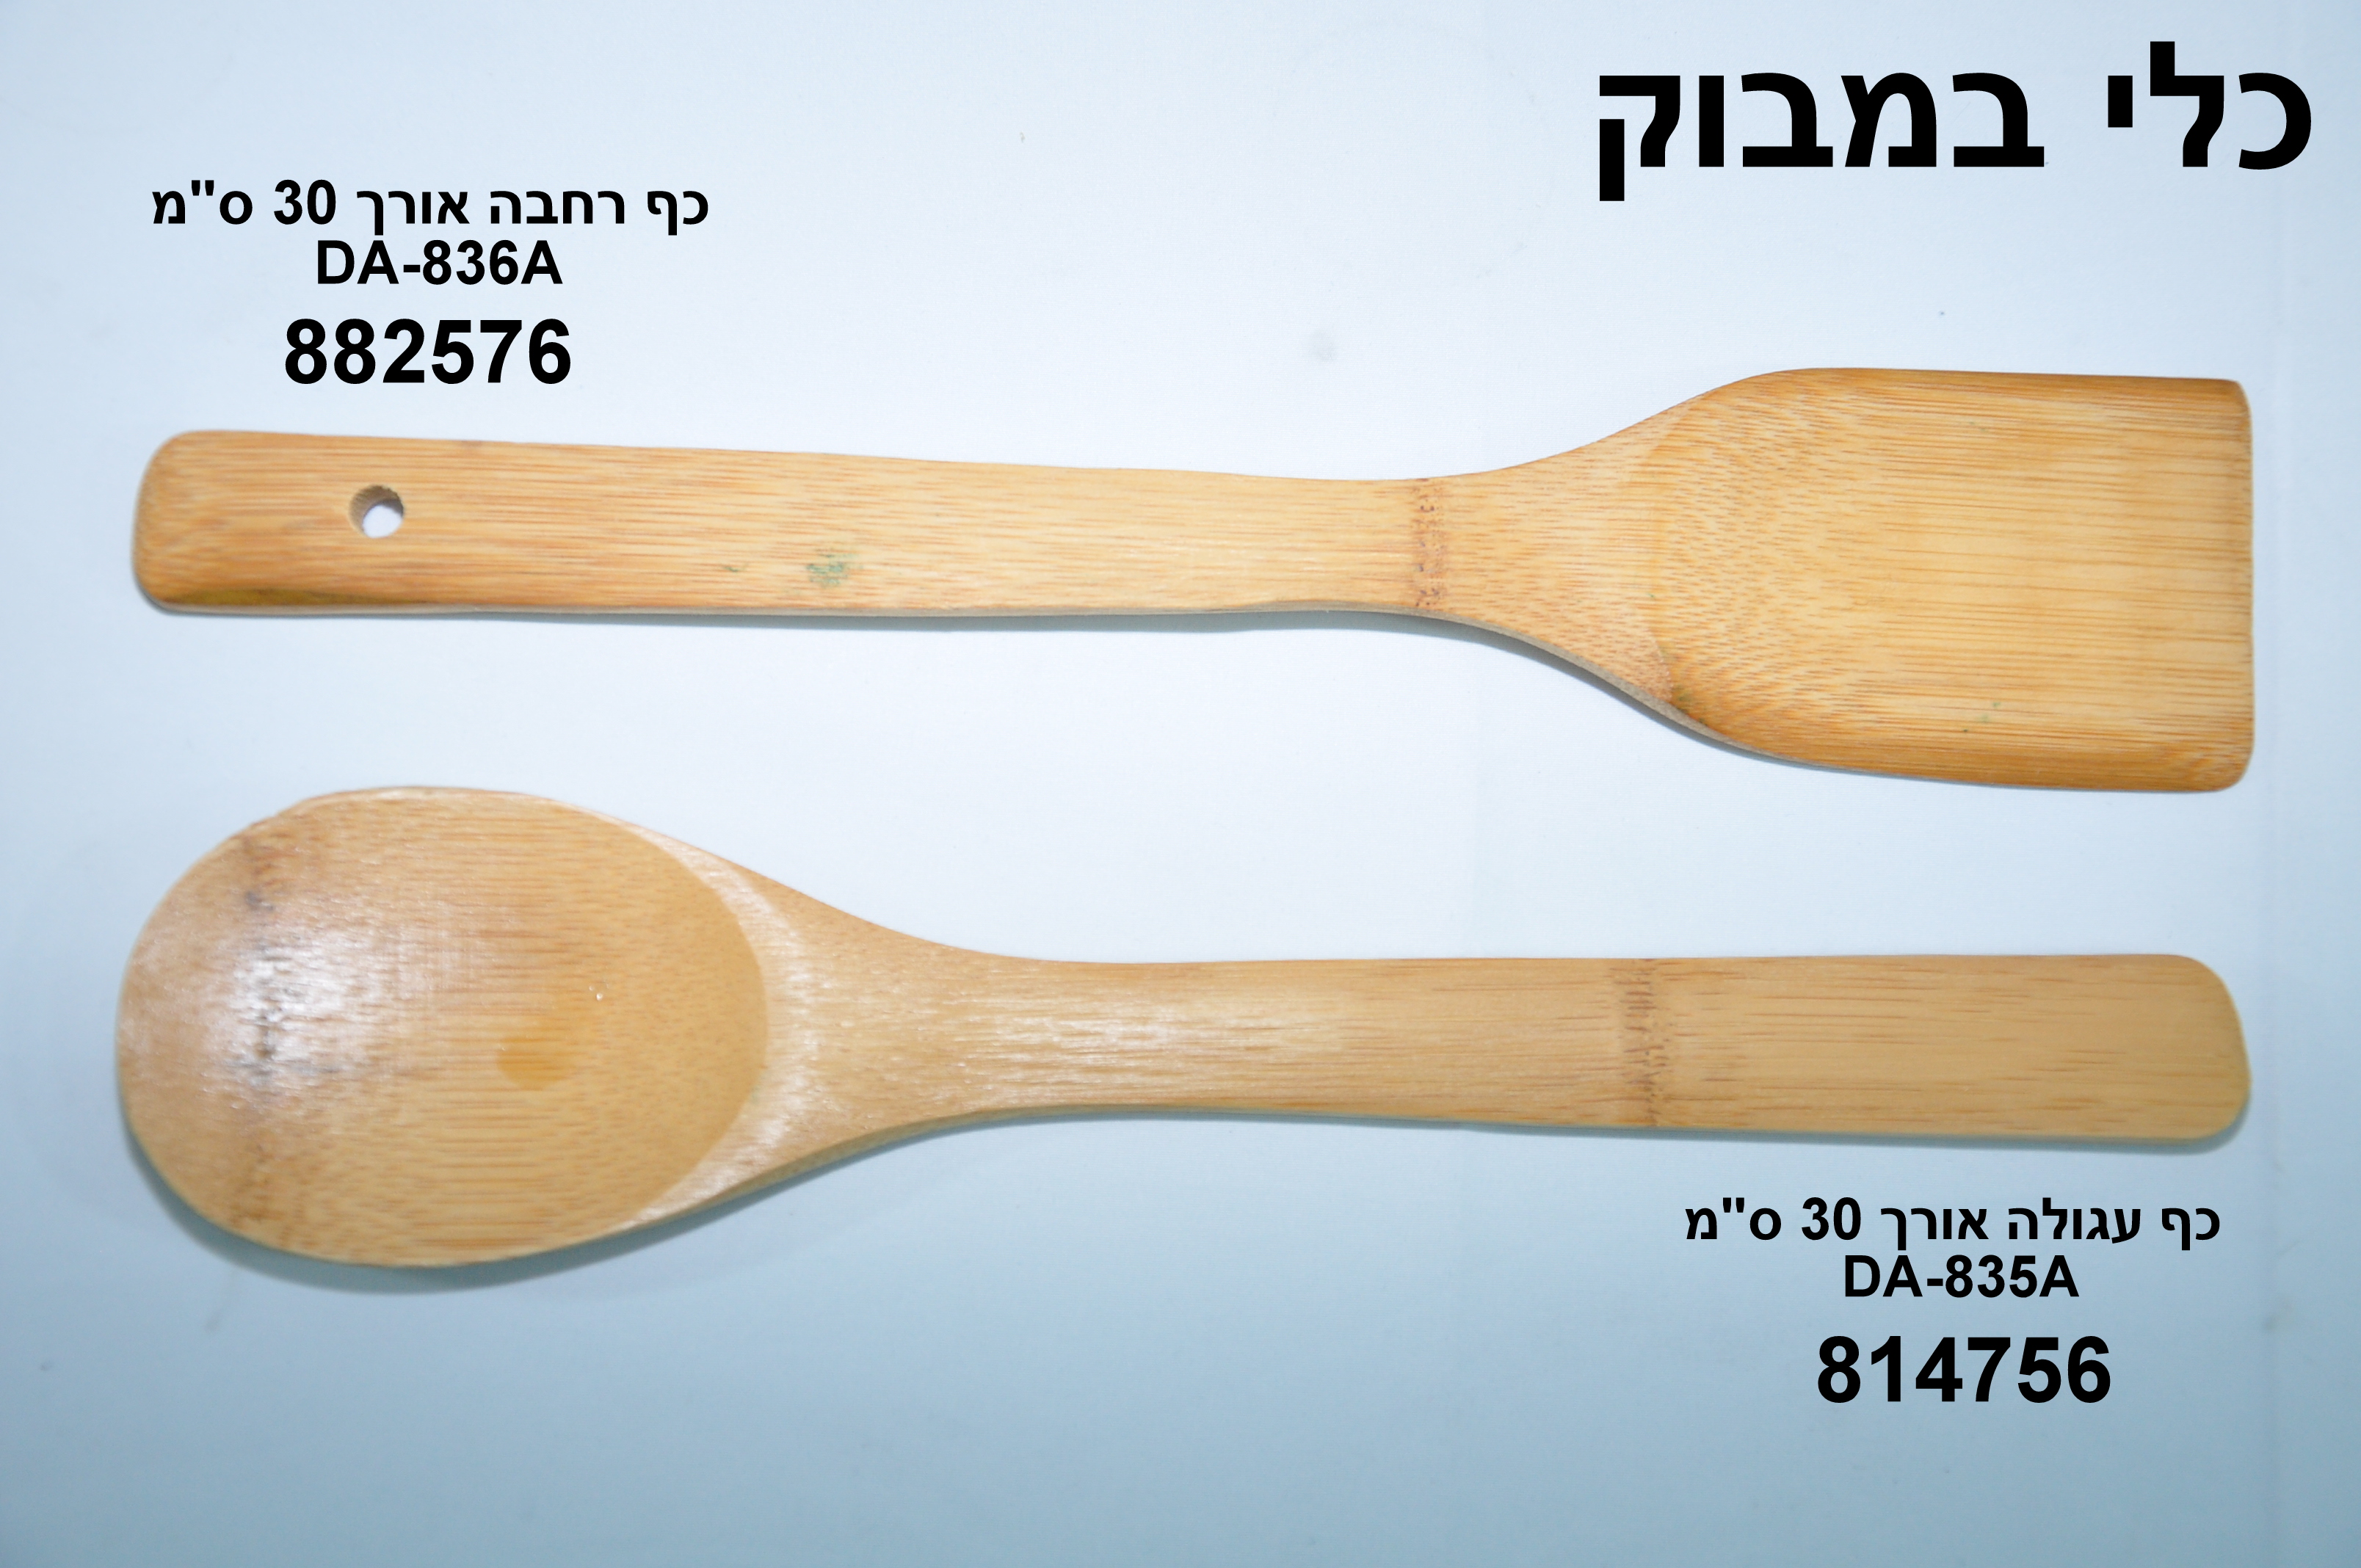 כלי במבוק
כף רחבה אורך 30 ס"מ
DA-836A
882576
כף עגולה אורך 30 ס"מ
DA-835A
814756